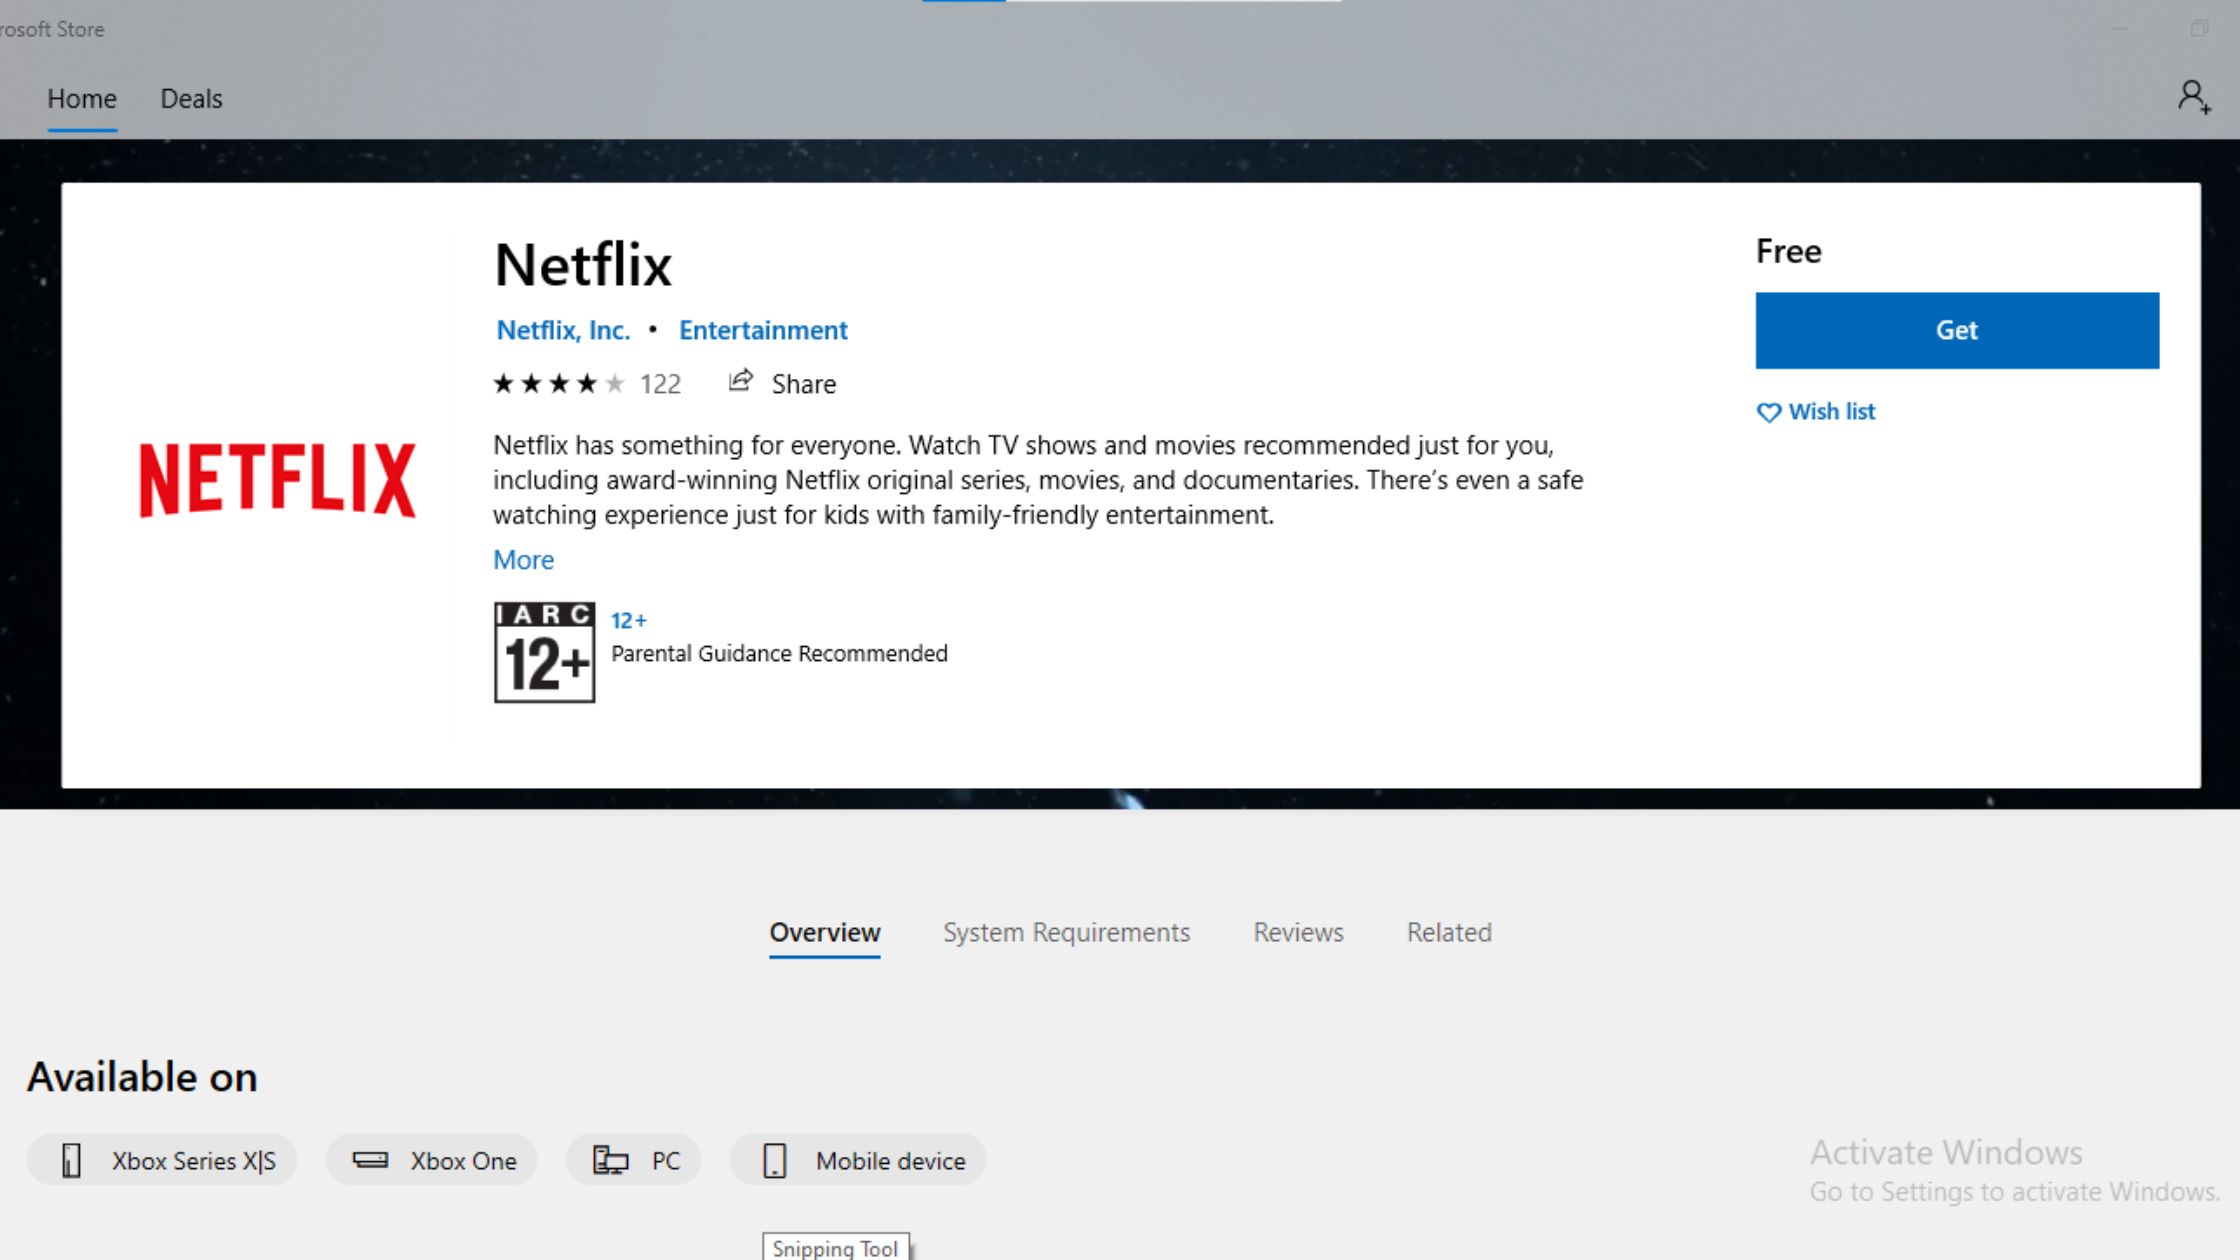 rosoft Store
Home Deals
Netflix
Free
Netflix, Inc. • Entertainment
Get
★★★★★ 122 Share
Wish list
NETFLIX
Netflix has something for everyone. Watch TV shows and movies recommended just for you,
including award-winning Netflix original series, movies, and documentaries. There’s even a safe
watching experience just for kids with family-friendly entertainment.
More
IARC
12+
12+
Parental Guidance Recommended
Overview System Requirements Reviews Related
Available on
Xbox Series X|S Xbox One PC Mobile device
Activate Windows
Go to Settings to activate Windows.
Snipping Tool